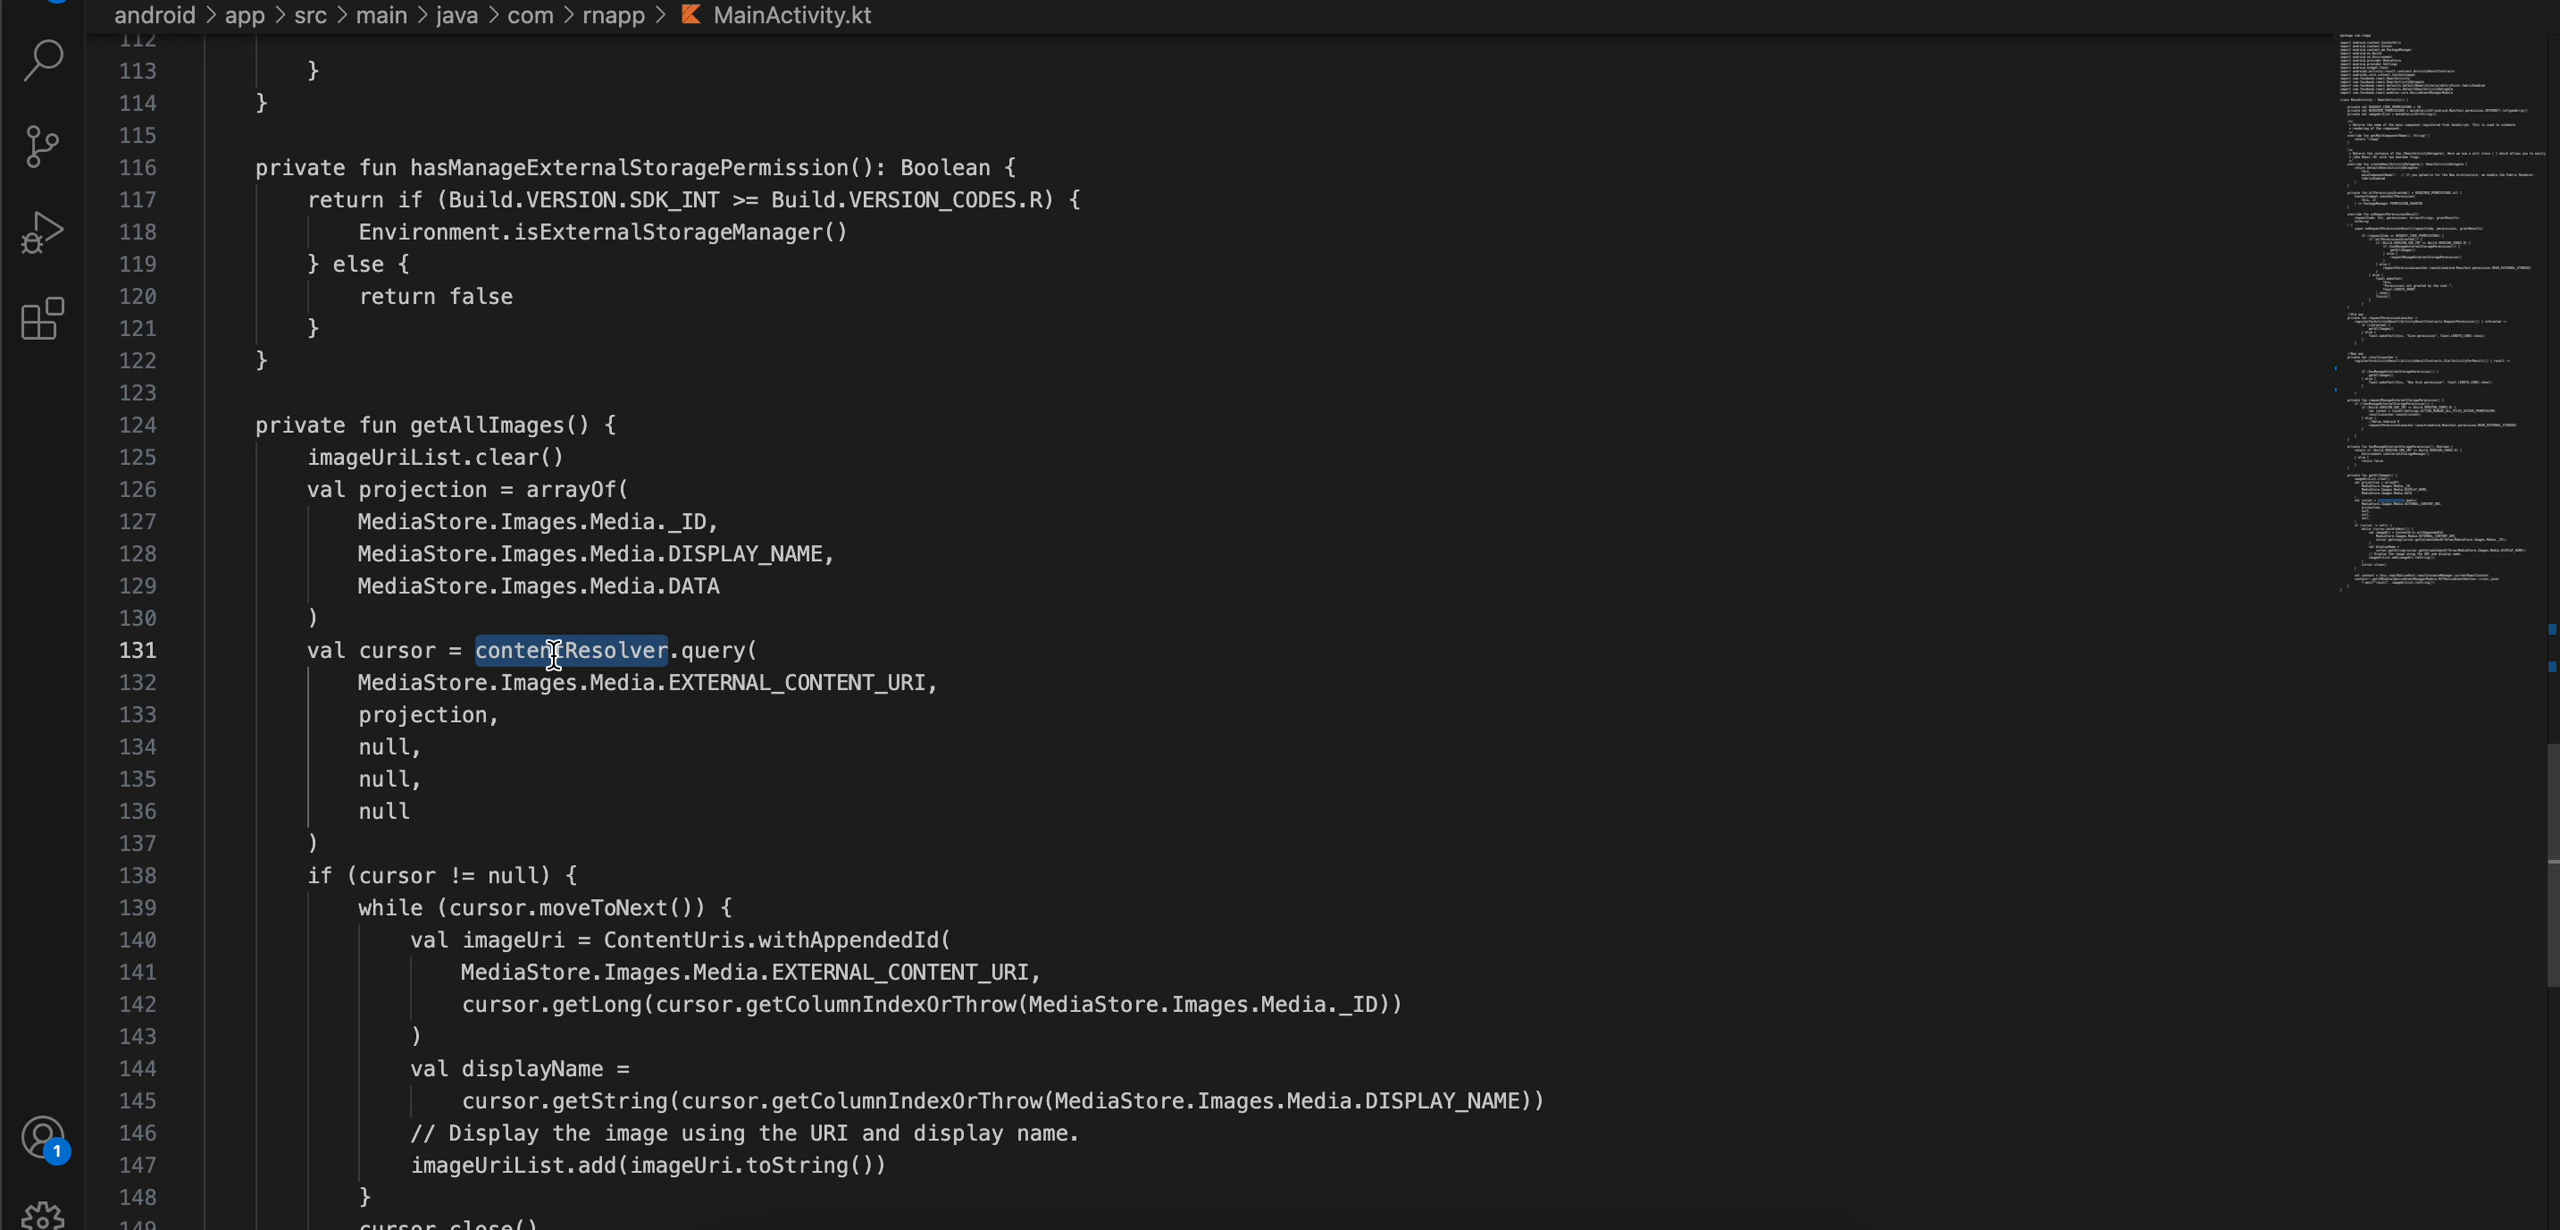 android > app > src > main > java > com > rnapp > MainActivity.kt
112
113 }
114 }
115
116 private fun hasManageExternalStoragePermission(): Boolean {
117 return if (Build.VERSION.SDK_INT >= Build.VERSION_CODES.R) {
118 Environment.isExternalStorageManager()
119 } else {
120 return false
121 }
122 }
123
124 private fun getAllImages() {
125 imageUriList.clear()
126 val projection = arrayOf(
127 MediaStore.Images.Media._ID,
128 MediaStore.Images.Media.DISPLAY_NAME,
129 MediaStore.Images.Media.DATA
130 )
131 val cursor = contentResolver.query(
132 MediaStore.Images.Media.EXTERNAL_CONTENT_URI,
133 projection,
134 null,
135 null,
136 null
137 )
138 if (cursor != null) {
139 while (cursor.moveToNext()) {
140 val imageUri = ContentUris.withAppendedId(
141 MediaStore.Images.Media.EXTERNAL_CONTENT_URI,
142 cursor.getLong(cursor.getColumnIndexOrThrow(MediaStore.Images.Media._ID))
143 )
144 val displayName =
145 cursor.getString(cursor.getColumnIndexOrThrow(MediaStore.Images.Media.DISPLAY_NAME))
146 // Display the image using the URI and display name.
147 imageUriList.add(imageUri.toString())
148 }
149 cursor.close()
1